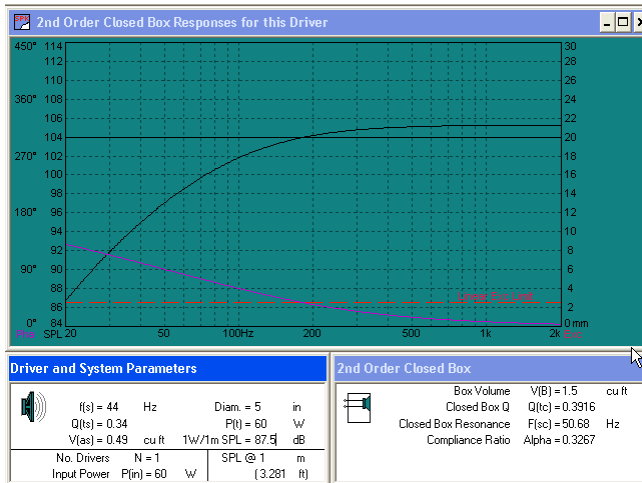 2nd Order Closed Box Responses for this Driver
450° 114 30
112 28
110 26
360° 108 24
106 22
104 20
270° 102 18
100 16
98 14
180° 96 12
94 10
92 8
90° 90 6
88 4
86 2
0° 84 0 mm
SPL 20 50 100Hz 200 500 1k 2k
Driver and System Parameters
f(s) = 44 Hz Diam. = 5 in
Q(ts) = 0.34 P(t) = 60 W
V(as) = 0.49 cu ft 1W/1m SPL = 87.5 dB
No. Drivers N = 1 SPL @ 1 m
Input Power P(in) = 60 W ( 3.281 ft)
2nd Order Closed Box
Box Volume V(B) = 1.5 cu ft
Closed Box Q Q(tc) = 0.3916
Closed Box Resonance F(sc) = 50.68 Hz
Compliance Ratio Alpha = 0.3267